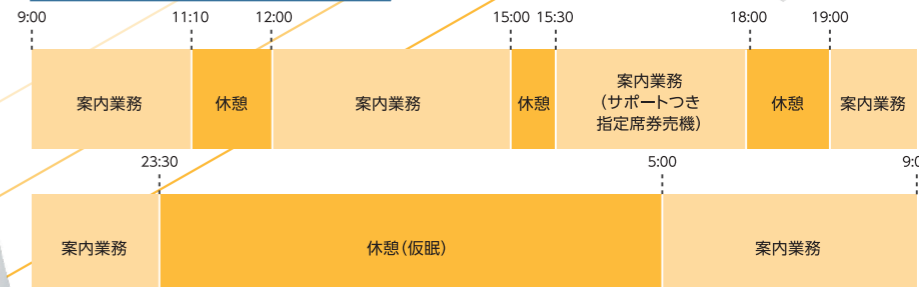 9:00 11:10 12:00 15:00 15:30 18:00 19:00
案内業務 休憩 案内業務 休憩 案内業務 休憩 案内業務
（サポートつき
指定席券売機）
23:30 5:00
案内業務 休憩（仮眠） 案内業務